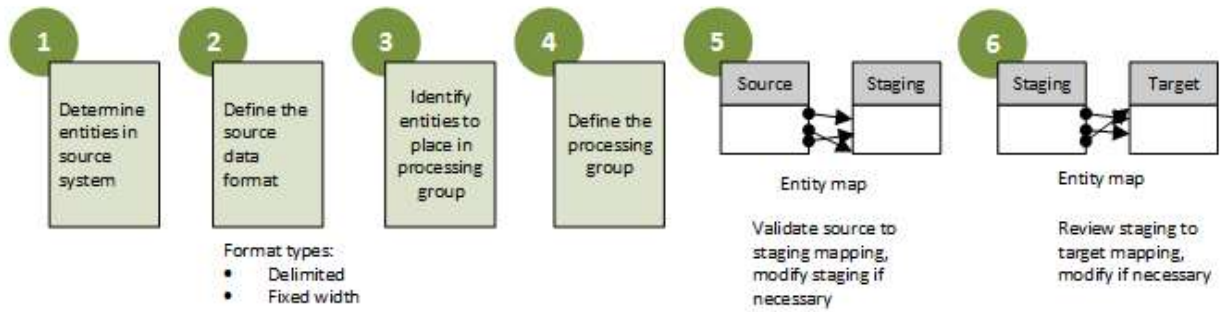 1
Determine
entities in
source
system
2
Define the
source
data
format
Format types:
• Delimited
• Fixed width
3
Identify
entities to
place in
processing
group
4
Define the
processing
group
5
Source
Staging
Entity map
Validate source to
staging mapping,
modify staging if
necessary
6
Staging
Target
Entity map
Review staging to
target mapping,
modify if necessary